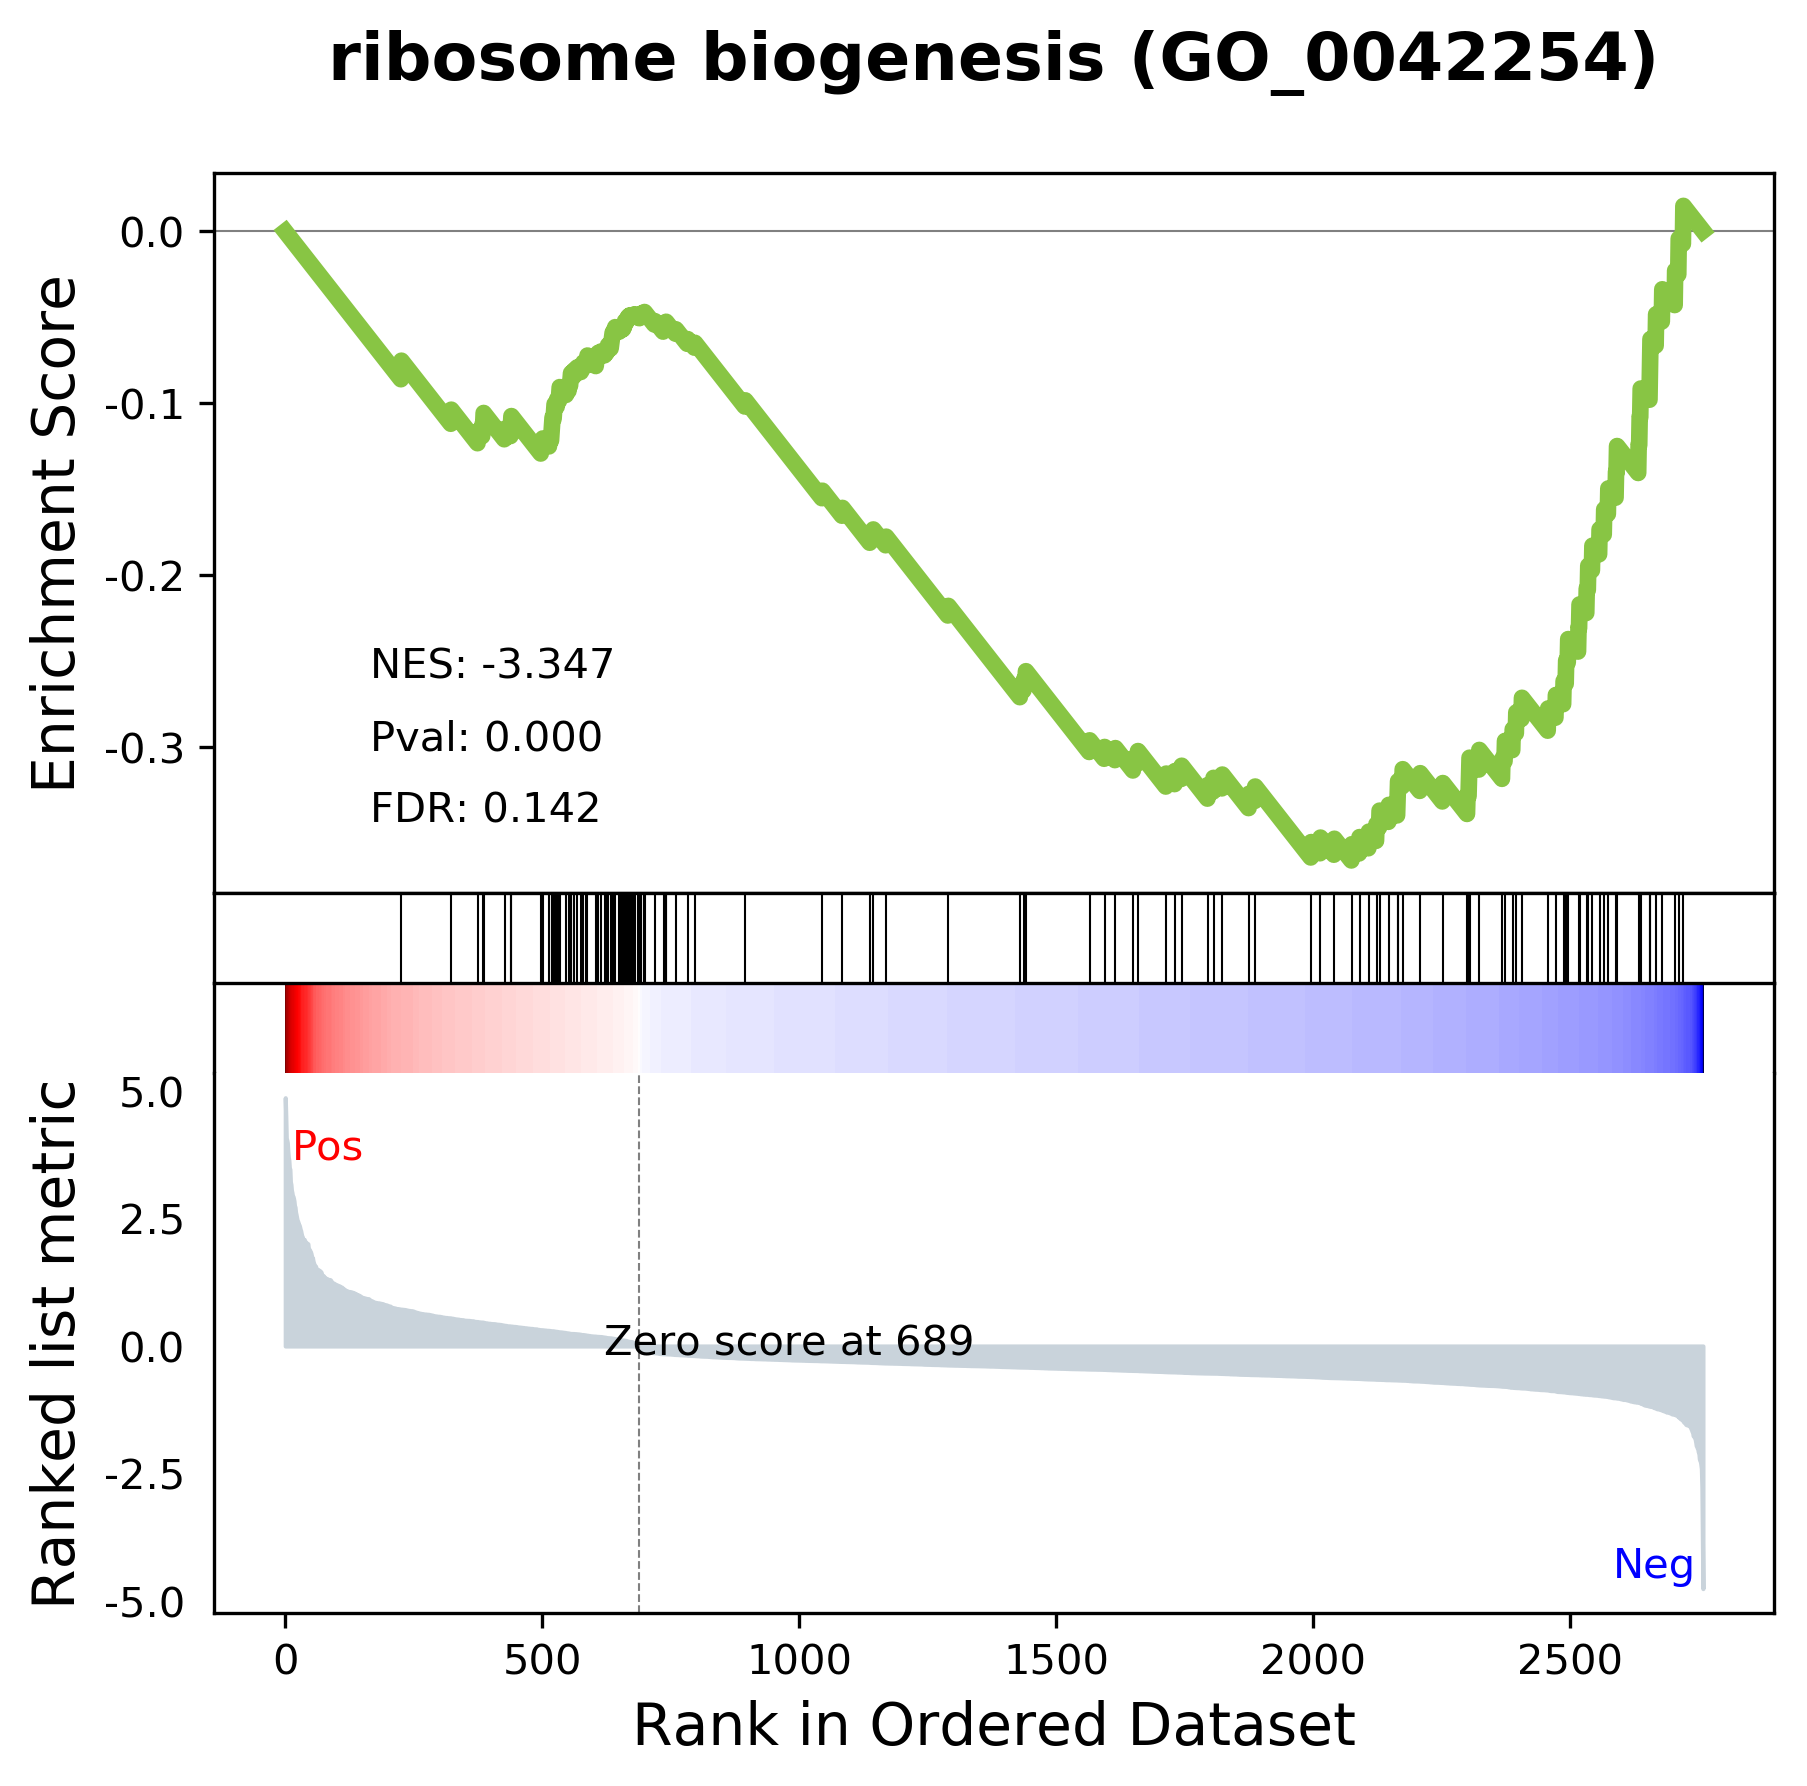 ribosome biogenesis (GO_0042254)
Enrichment Score
0.0
-0.1
-0.2
-0.3
NES: -3.347
Pval: 0.000
FDR: 0.142
Ranked list metric
5.0
2.5
0.0
-2.5
-5.0
Pos
Zero score at 689
Neg
0 500 1000 1500 2000 2500
Rank in Ordered Dataset